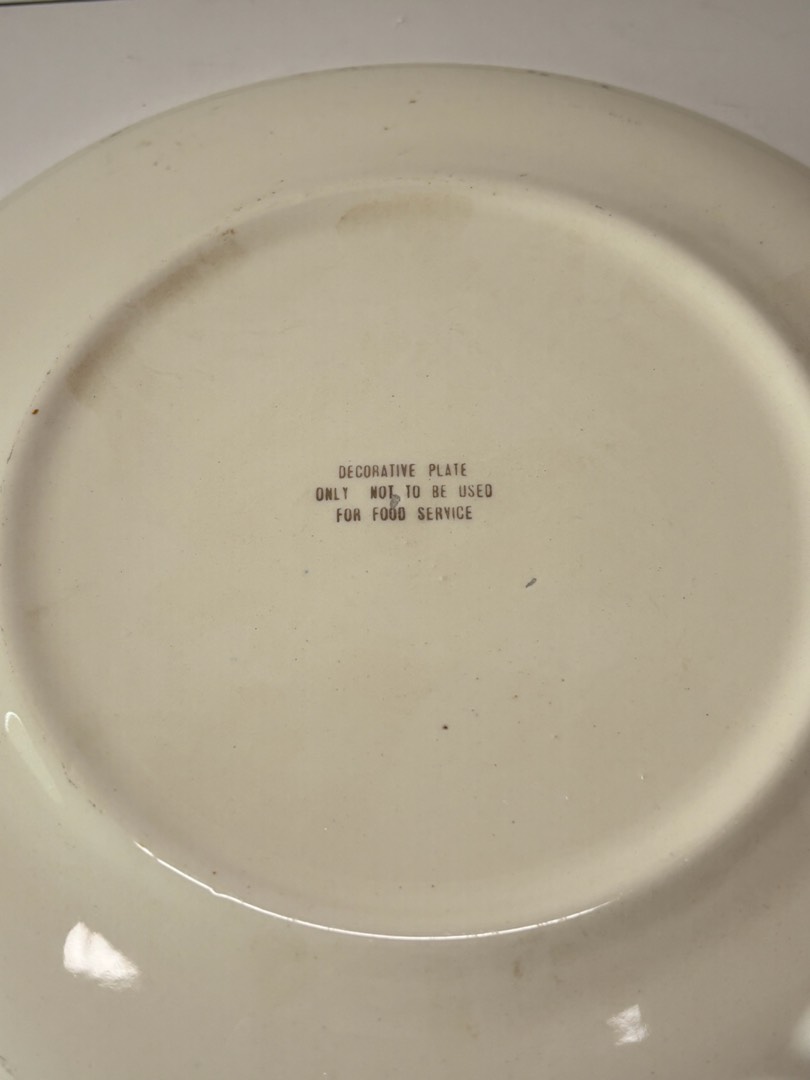 DECORATIVE PLATE
ONLY NOT TO BE USED
FOR FOOD SERVICE